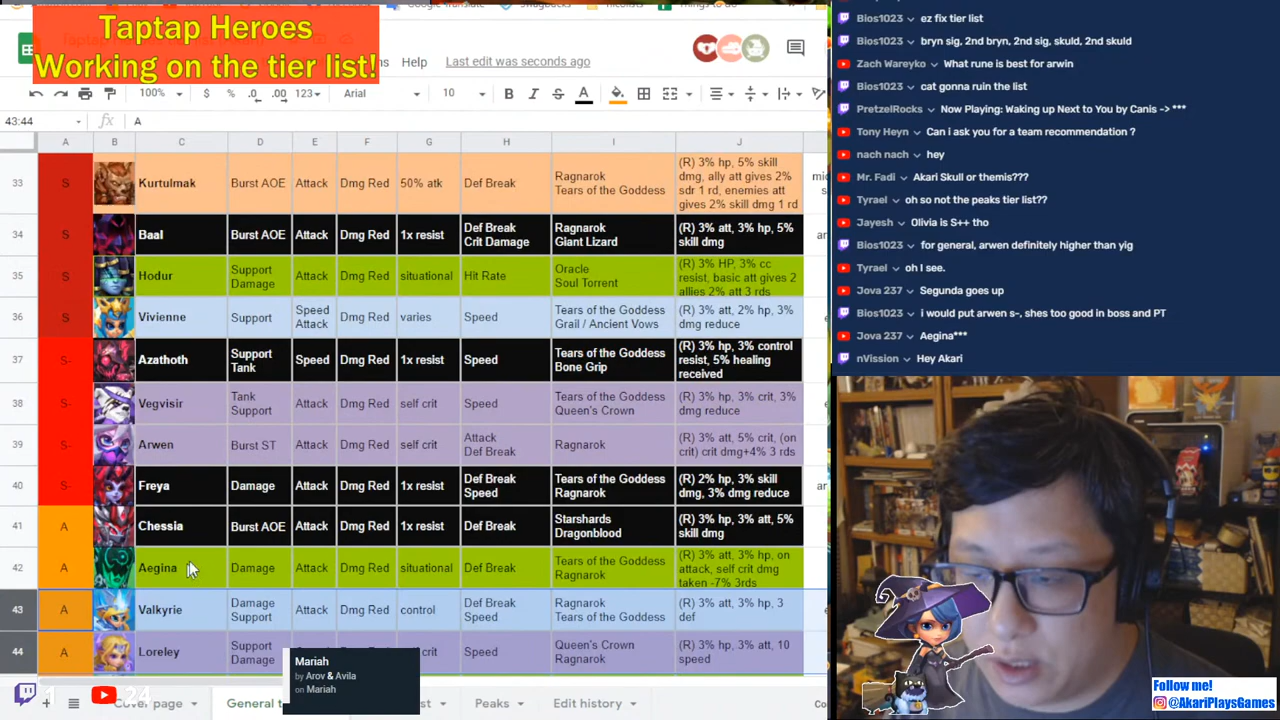 Taptap Heroes
Working on the tier list!
Help
Last edit was seconds ago
100%
$ % .0 .00 123
Arial
10
B I S A
43:44
fx A
A B C D E F G H I J
33 S Kurtulmak Burst AOE Attack Dmg Red 50% atk Def Break
Ragnarok
Tears of the Goddess
(R) 3% hp, 5% skill
dmg, ally att gives 2%
sdr 1 rd, enemies att
gives 2% skill dmg 1 rd
34 S Baal Burst AOE Attack Dmg Red 1x resist
Def Break
Crit Damage
Ragnarok
Giant Lizard
(R) 3% att, 3% hp, 5%
skill dmg
35 S Hodur
Support
Damage
Attack Dmg Red situational Hit Rate
Oracle
Soul Torrent
(R) 3% HP, 3% cc
resist, basic att gives 2
allies 2% att 3 rds
36 S Vivienne Support
Speed
Attack
Dmg Red varies Speed
Tears of the Goddess
Grail / Ancient Vows
(R) 3% att, 2% hp, 3%
dmg reduce
37 S- Azathoth
Support
Tank
Speed Dmg Red 1x resist Speed
Tears of the Goddess
Bone Grip
(R) 3% hp, 3% control
resist, 5% healing
received
38 S- Vegvisir
Tank
Support
Attack Dmg Red self crit Speed
Tears of the Goddess
Queen's Crown
(R) 3% hp, 3% crit, 3%
dmg reduce
39 S- Arwen Burst ST Attack Dmg Red self crit
Attack
Def Break
Ragnarok
(R) 3% att, 5% crit, (on
crit) crit dmg+4% 3 rds
40 S- Freya Damage Attack Dmg Red 1x resist
Def Break
Speed
Tears of the Goddess
Ragnarok
(R) 2% hp, 3% skill
dmg, 3% dmg reduce
41 A Chessia Burst AOE Attack Dmg Red 1x resist Def Break
Starshards
Dragonblood
(R) 3% hp, 3% att, 5%
skill dmg
42 A Aegina Damage Attack Dmg Red situational Def Break
Tears of the Goddess
Ragnarok
(R) 3% att, 3% hp, on
attack, self crit dmg
taken -7% 3rds
43 A Valkyrie
Damage
Support
Attack Dmg Red control
Def Break
Speed
Ragnarok
Tears of the Goddess
(R) 3% att, 3% hp, 3
def
44 A Loreley
Support
Damage
crit Speed
Queen's Crown
Ragnarok
(R) 3% hp, 3% att, 10
speed
Mariah
by Arov & Avila
on Mariah
1 24
Cover page
General t
Peaks
Edit history
Bios1023 ez fix tier list
Bios1023 bryn sig, 2nd bryn, 2nd sig, skuld, 2nd skuld
Zach Wareyko What rune is best for arwin
Bios1023 cat gonna ruin the list
PretzelRocks Now Playing: Waking up Next to You by Canis -> ***
Tony Heyn Can i ask you for a team recommendation ?
nach nach hey
Mr. Fadi Akari Skull or themis???
Tyrael oh so not the peaks tier list??
Jayesh Olivia is S++ tho
Bios1023 for general, arwen definitely higher than yig
Tyrael oh I see.
Jova 237 Segunda goes up
Bios1023 i would put arwen s-, shes too good in boss and PT
Jova 237 Aegina***
nVission Hey Akari
Follow me!
@AkariPlaysGames